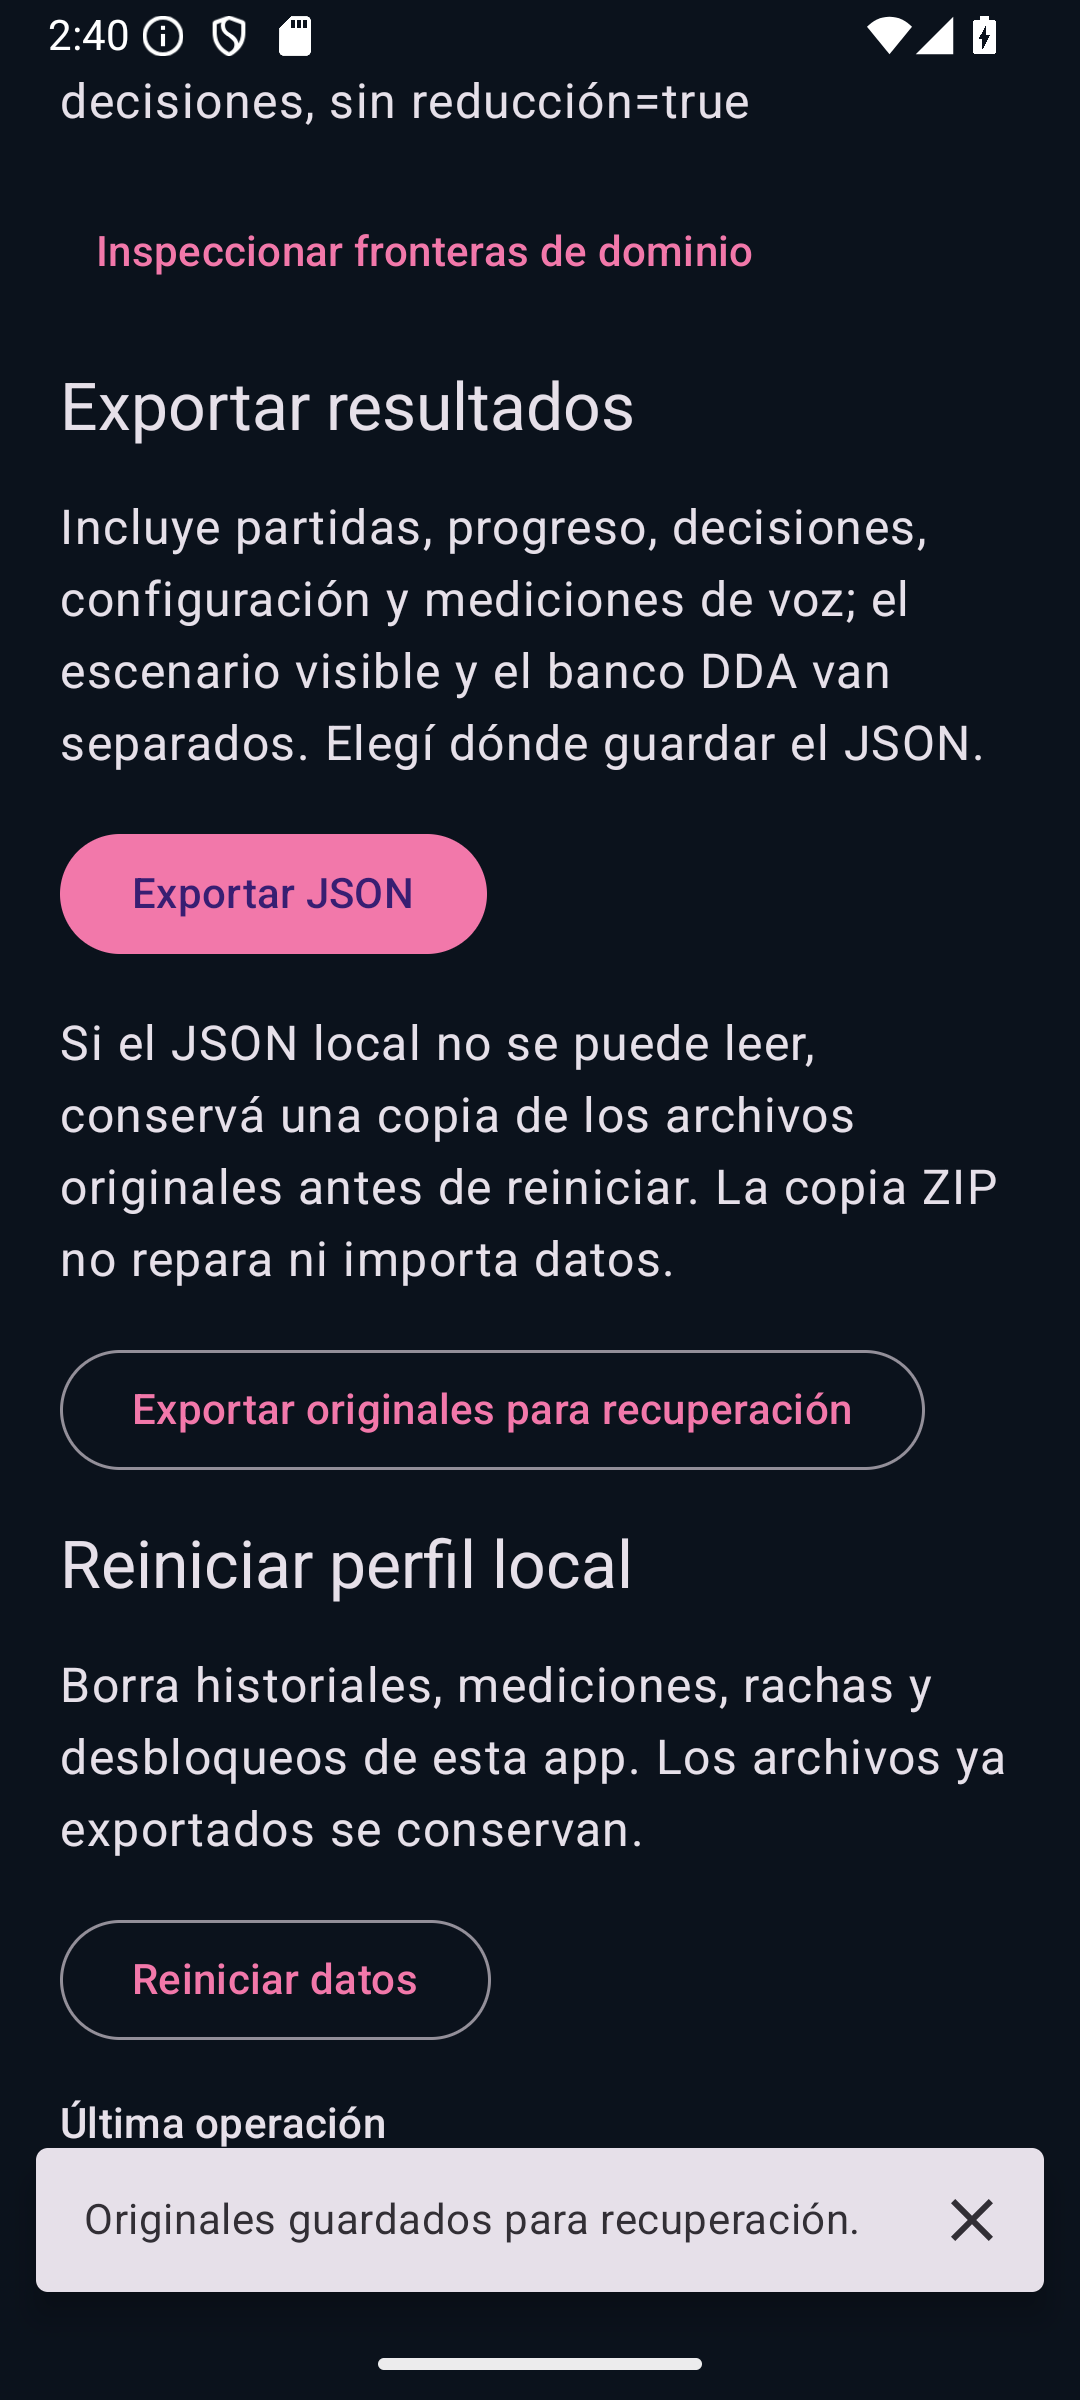 2:40
decisiones, sin reducción=true
Inspeccionar fronteras de dominio
Exportar resultados
Incluye partidas, progreso, decisiones,
configuración y mediciones de voz; el
escenario visible y el banco DDA van
separados. Elegí dónde guardar el JSON.
Exportar JSON
Si el JSON local no se puede leer,
conservá una copia de los archivos
originales antes de reiniciar. La copia ZIP
no repara ni importa datos.
Exportar originales para recuperación
Reiniciar perfil local
Borra historiales, mediciones, rachas y
desbloqueos de esta app. Los archivos ya
exportados se conservan.
Reiniciar datos
Última operación
Originales guardados para recuperación.